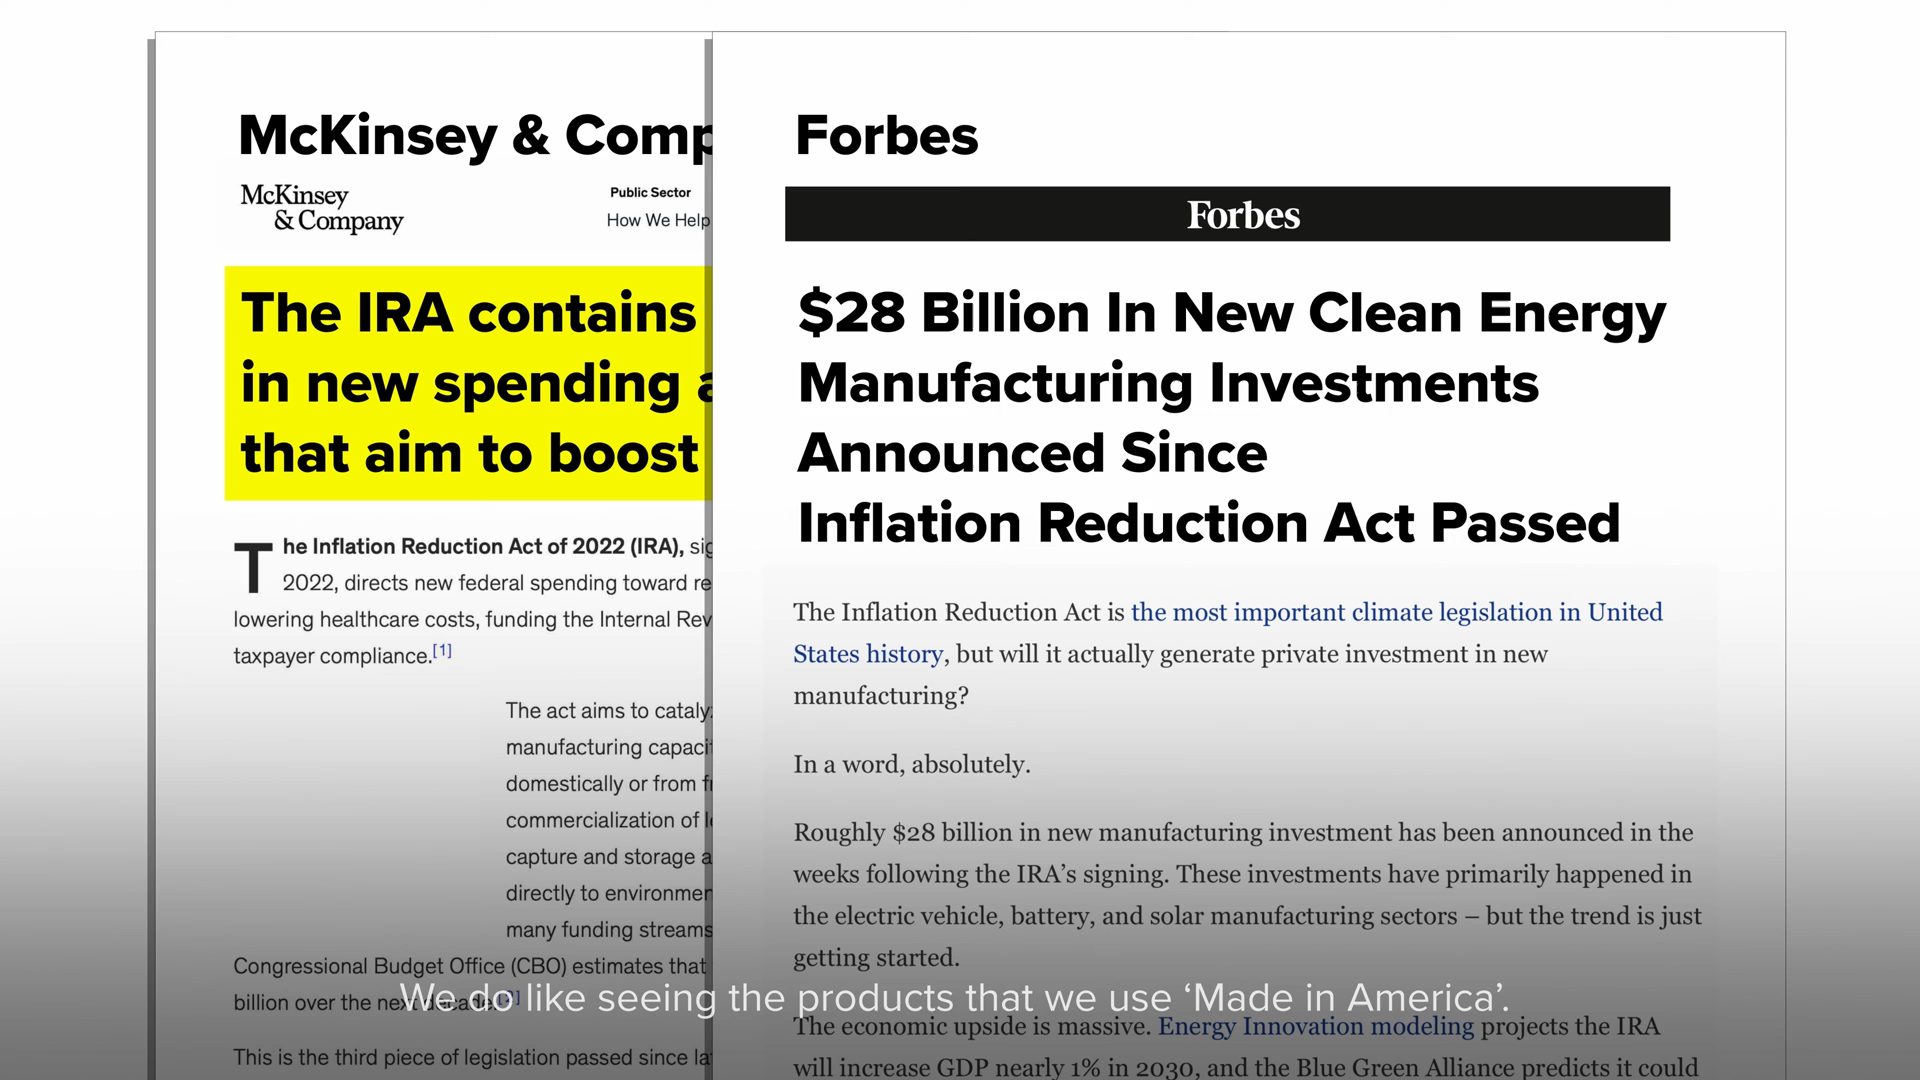 McKinsey & Comp
McKinsey
& Company
Public Sector
How We Help
The IRA contains
in new spending a
that aim to boost
The Inflation Reduction Act of 2022 (IRA), sig
2022, directs new federal spending toward re
lowering healthcare costs, funding the Internal Rev
taxpayer compliance.[1]
The act aims to cataly
manufacturing capaci
domestically or from f
commercialization of l
capture and storage a
directly to environmen
many funding streams
Congressional Budget Office (CBO) estimates that
billion over the next decade.[2]
This is the third piece of legislation passed since la
Forbes
Forbes
$28 Billion In New Clean Energy
Manufacturing Investments
Announced Since
Inflation Reduction Act Passed
The Inflation Reduction Act is the most important climate legislation in United
States history, but will it actually generate private investment in new
manufacturing?
In a word, absolutely.
Roughly $28 billion in new manufacturing investment has been announced in the
weeks following the IRA’s signing. These investments have primarily happened in
the electric vehicle, battery, and solar manufacturing sectors – but the trend is just
getting started.
The economic upside is massive. Energy Innovation modeling projects the IRA
will increase GDP nearly 1% in 2030, and the Blue Green Alliance predicts it could
We do like seeing the products that we use ‘Made in America’.